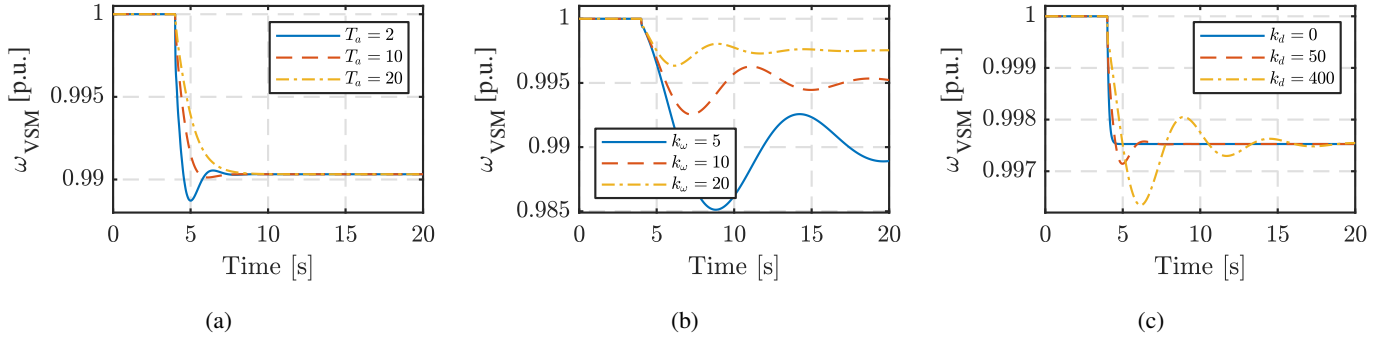 ω_VSM [p.u.]
1
0.995
0.99
T_a = 2
T_a = 10
T_a = 20
0 5 10 15 20
Time [s]
(a)
ω_VSM [p.u.]
1
0.995
0.99
0.985
k_ω = 5
k_ω = 10
k_ω = 20
0 5 10 15 20
Time [s]
(b)
ω_VSM [p.u.]
1
0.999
0.998
0.997
k_d = 0
k_d = 50
k_d = 400
0 5 10 15 20
Time [s]
(c)